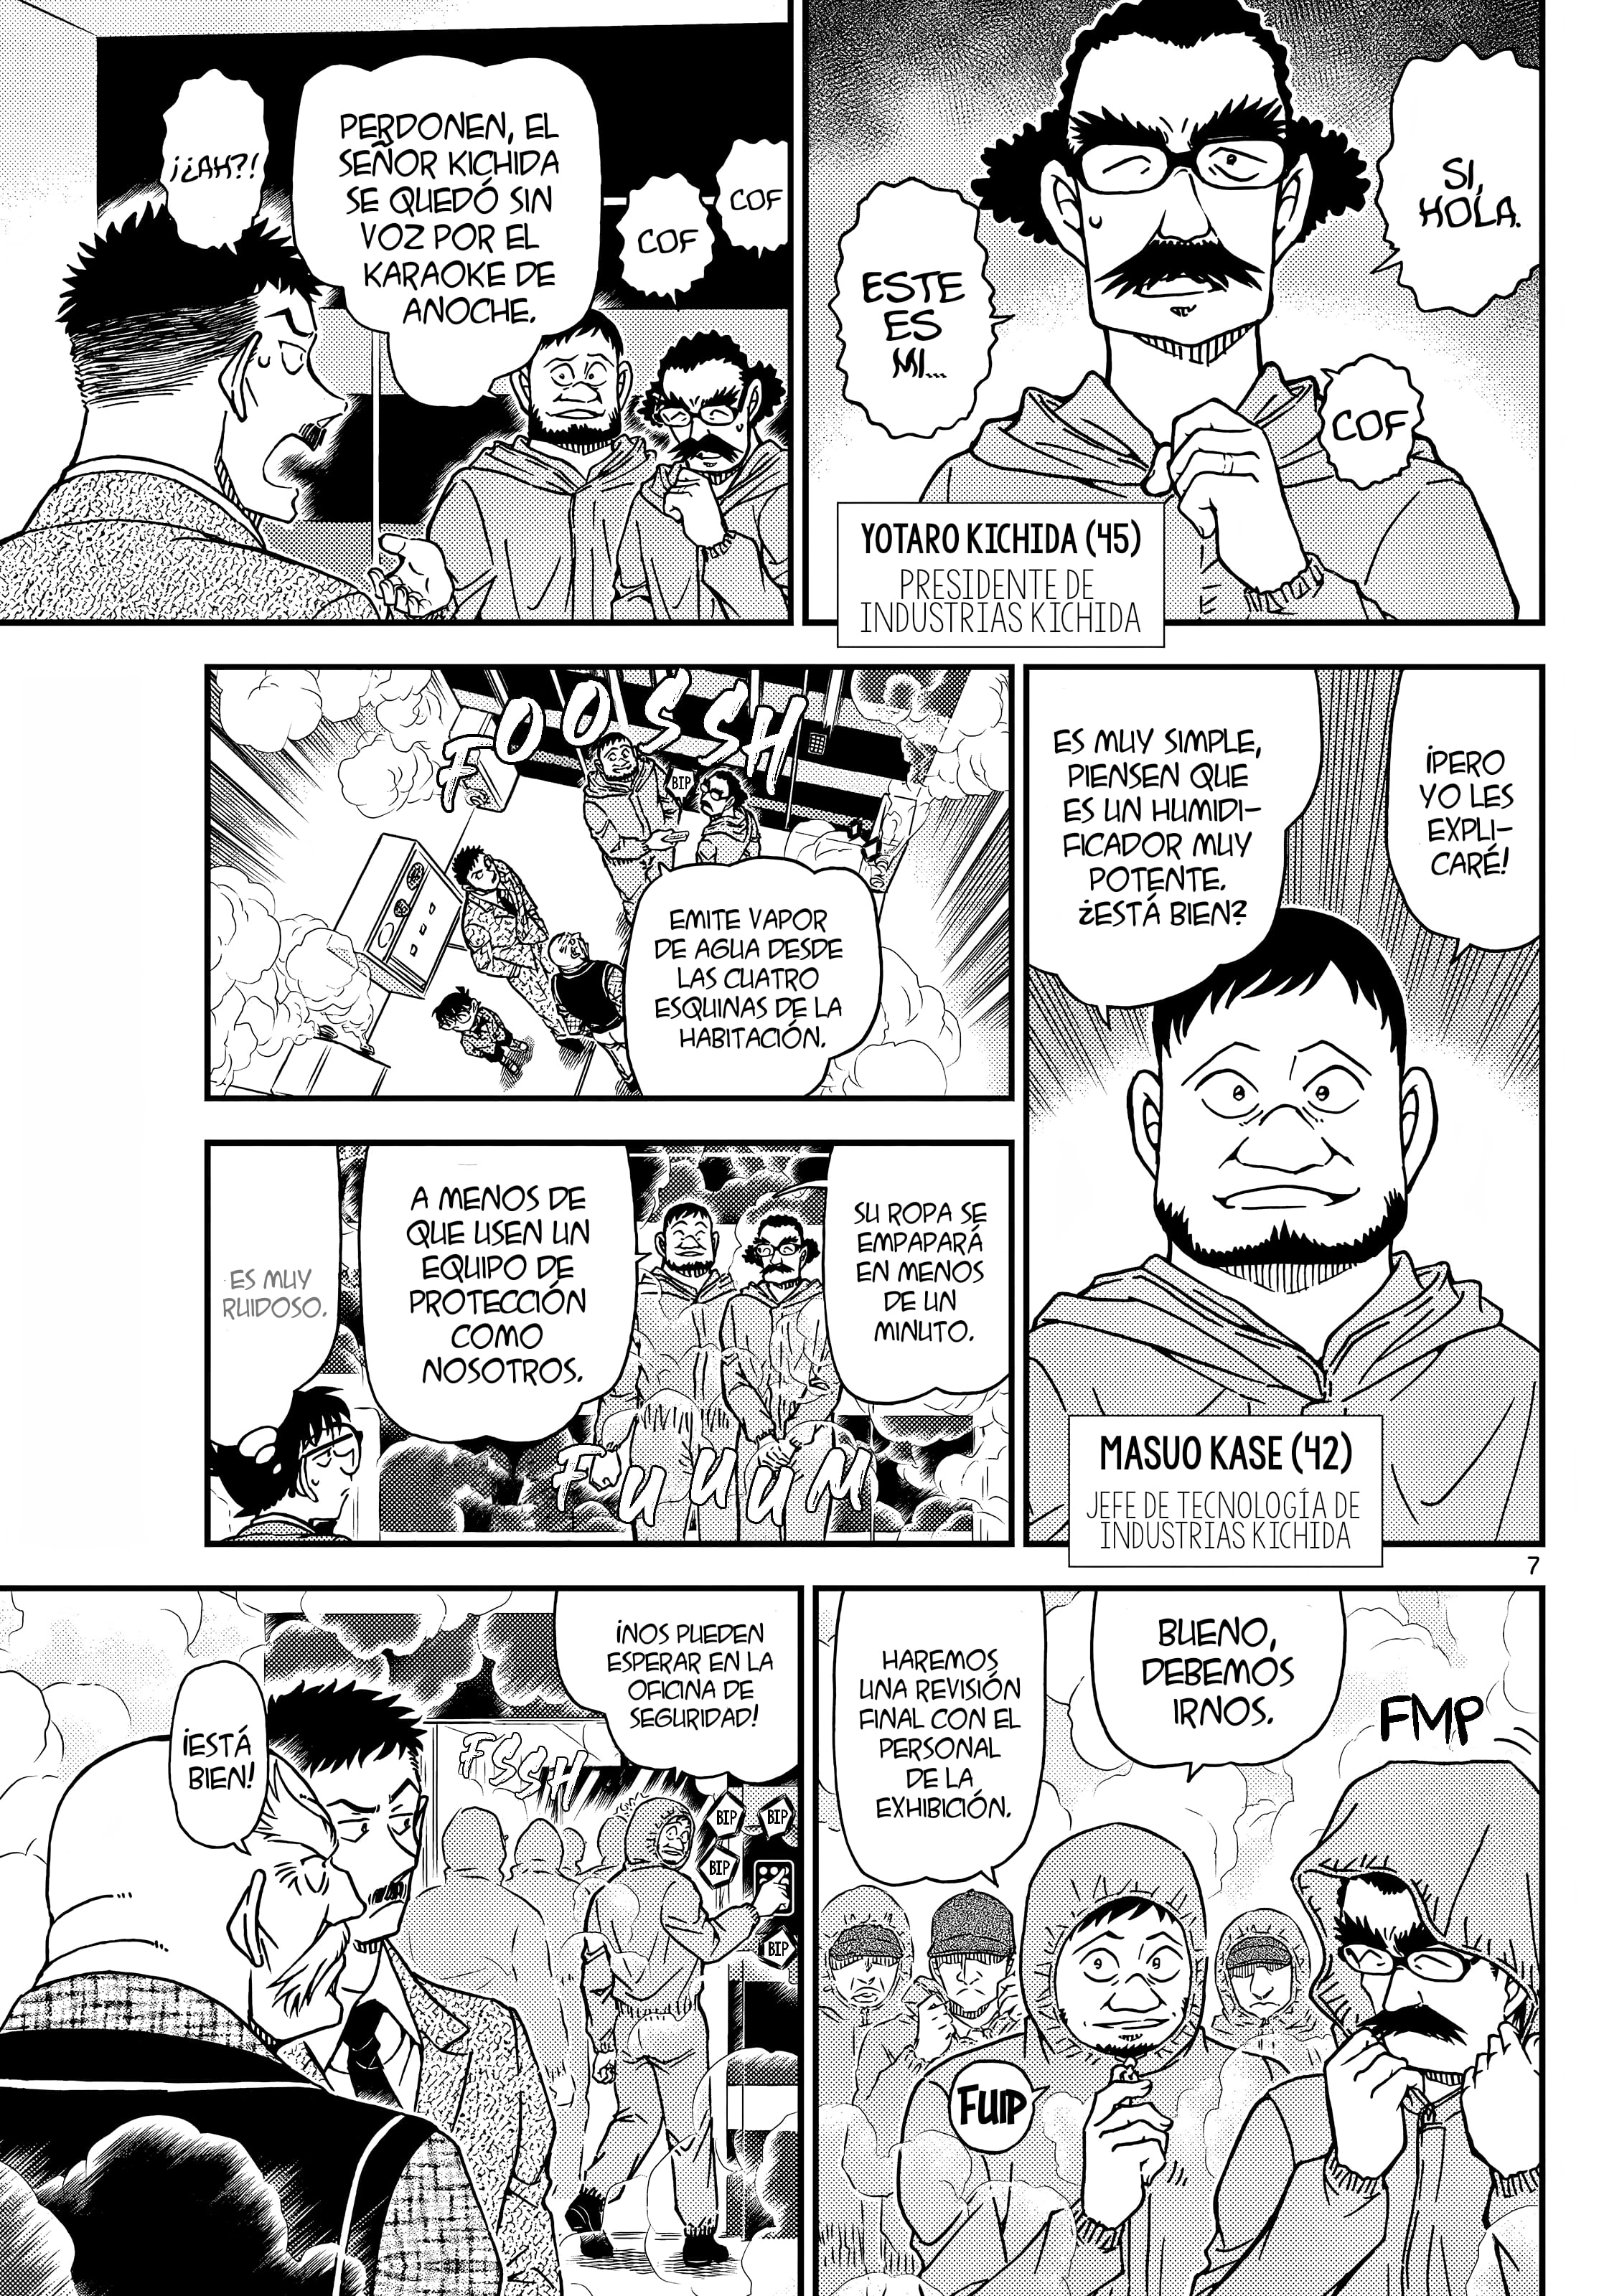 SI,
HOLA.
ESTE
ES
MI...
COF
YOTARO KICHIDA (45)
PRESIDENTE DE
INDUSTRIAS KICHIDA
COF
COF
PERDONEN, EL
SEÑOR KICHIDA
SE QUEDÓ SIN
VOZ POR EL
KARAOKE DE
ANOCHE.
¡¿AH?!
¡PERO
YO LES
EXPLI-
CARÉ!
ES MUY SIMPLE,
PIENSEN QUE
ES UN HUMIDI-
FICADOR MUY
POTENTE.
¿ESTÁ BIEN?
MASUO KASE (42)
JEFE DE TECNOLOGÍA DE
INDUSTRIAS KICHIDA
FOOSSH
BIP
EMITE VAPOR
DE AGUA DESDE
LAS CUATRO
ESQUINAS DE LA
HABITACIÓN.
SU ROPA SE
EMPAPARÁ
EN MENOS
DE UN
MINUTO.
A MENOS DE
QUE USEN UN
EQUIPO DE
PROTECCIÓN
COMO
NOSOTROS.
FUUUUM
ES MUY
RUIDOSO.
7
BUENO,
DEBEMOS
IRNOS.
FMP
HAREMOS
UNA REVISIÓN
FINAL CON EL
PERSONAL
DE LA
EXHIBICIÓN.
FUIP
¡NOS PUEDEN
ESPERAR EN LA
OFICINA DE
SEGURIDAD!
FSSH
BIP
BIP
BIP
BIP
¡ESTÁ
BIEN!